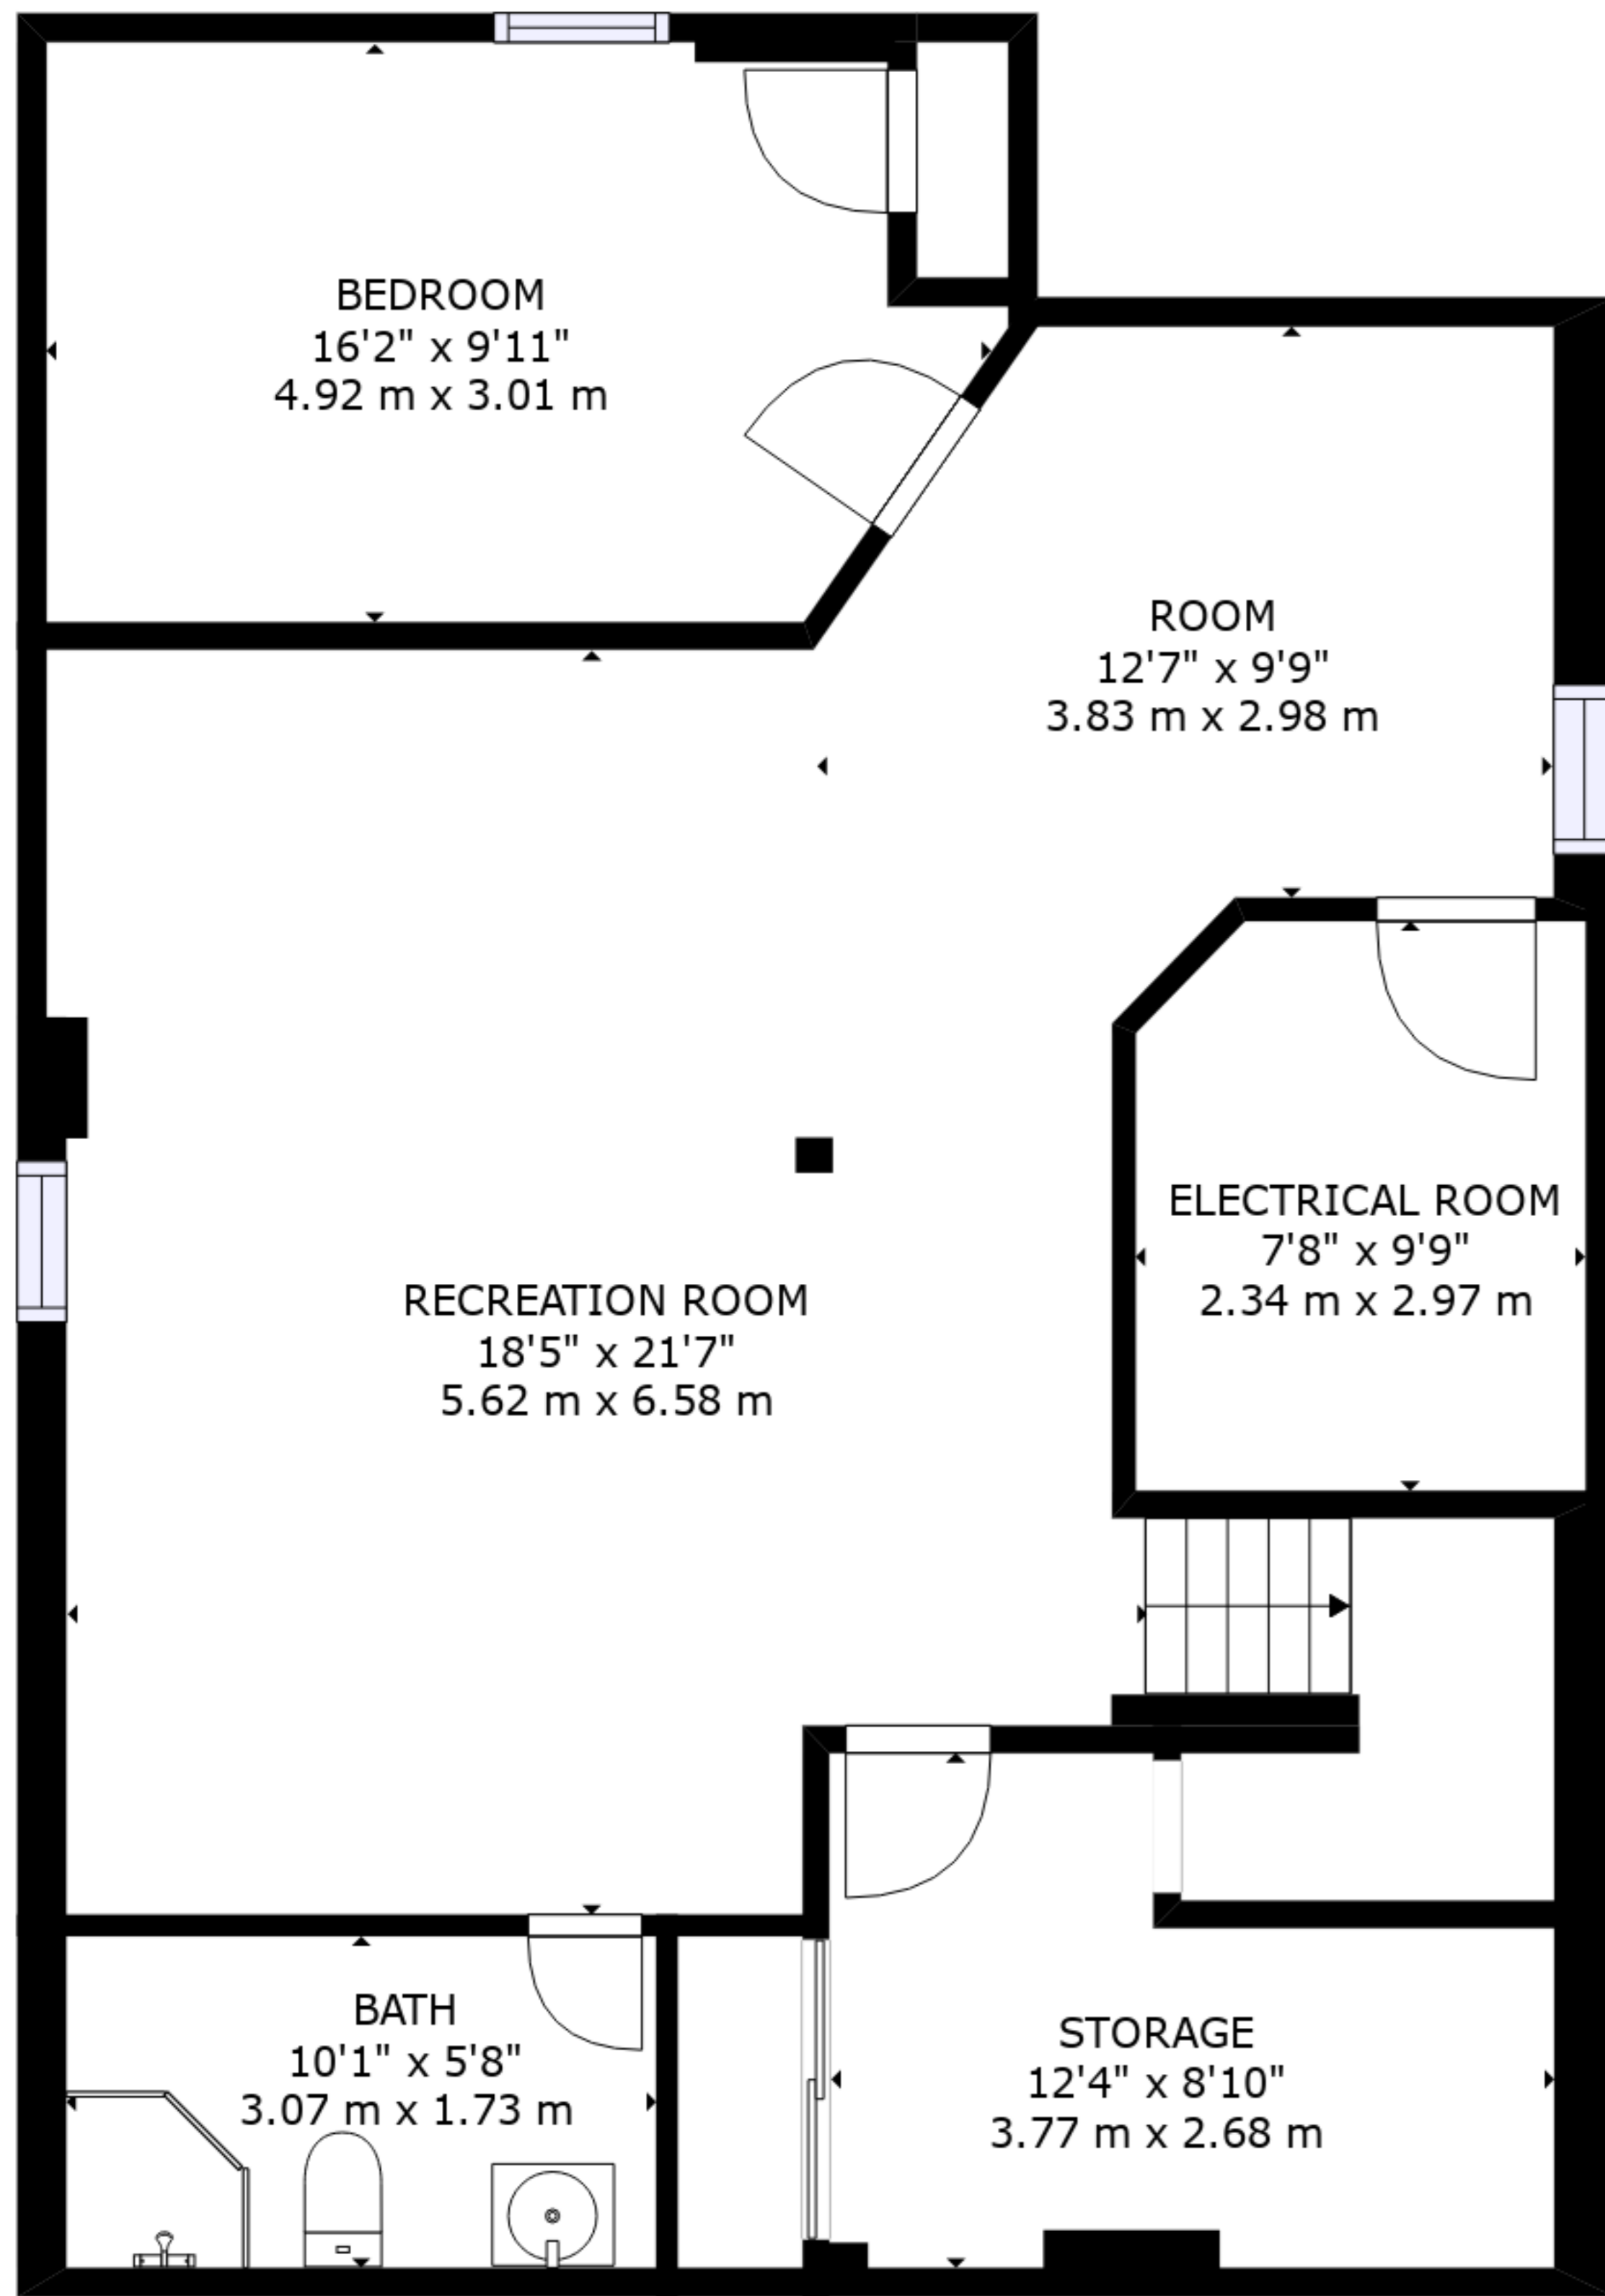 BEDROOM
16'2" x 9'11"
4.92 m x 3.01 m
ROOM
12'7" x 9'9"
3.83 m x 2.98 m
ELECTRICAL ROOM
7'8" x 9'9"
2.34 m x 2.97 m
RECREATION ROOM
18'5" x 21'7"
5.62 m x 6.58 m
BATH
10'1" x 5'8"
3.07 m x 1.73 m
STORAGE
12'4" x 8'10"
3.77 m x 2.68 m